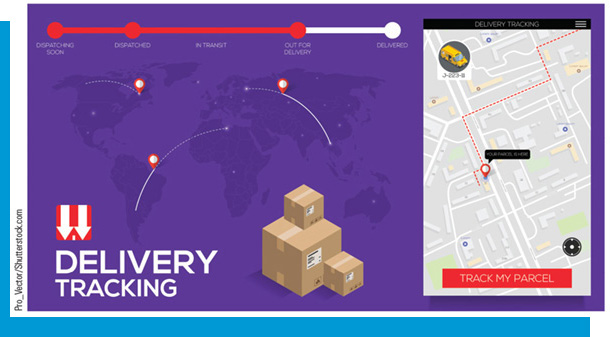 DISPATCHING
SOON
DISPATCHED
IN TRANSIT
OUT FOR
DELIVERY
DELIVERED
DELIVERY
TRACKING
DELIVERY TRACKING
J-223-B
YOUR PARCEL IS HERE
TRACK MY PARCEL
Pro_Vector/Shutterstock.com